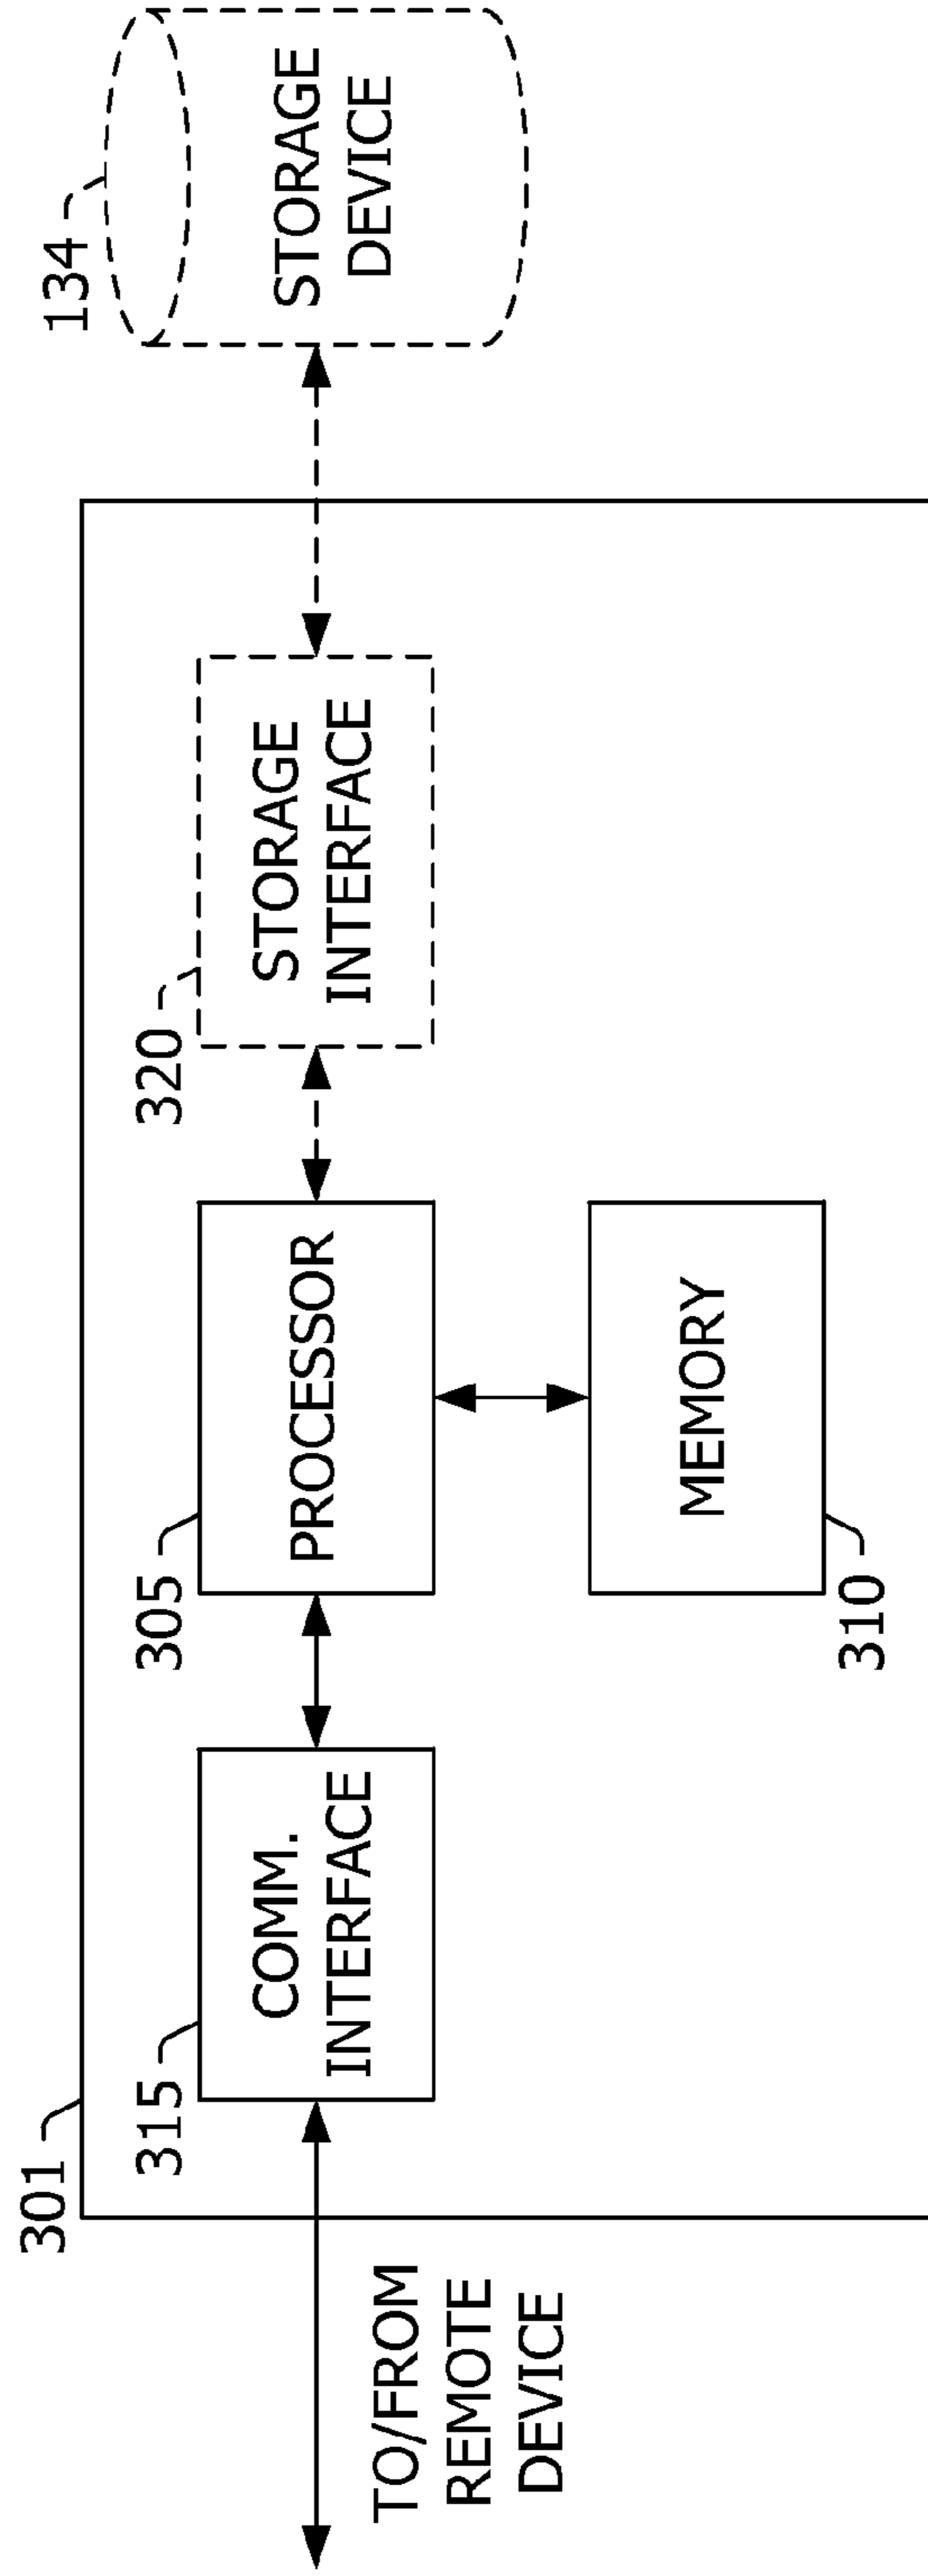 301
315
COMM.
INTERFACE
TO/FROM
REMOTE
DEVICE
305
PROCESSOR
MEMORY
310
320
STORAGE
INTERFACE
134
STORAGE
DEVICE